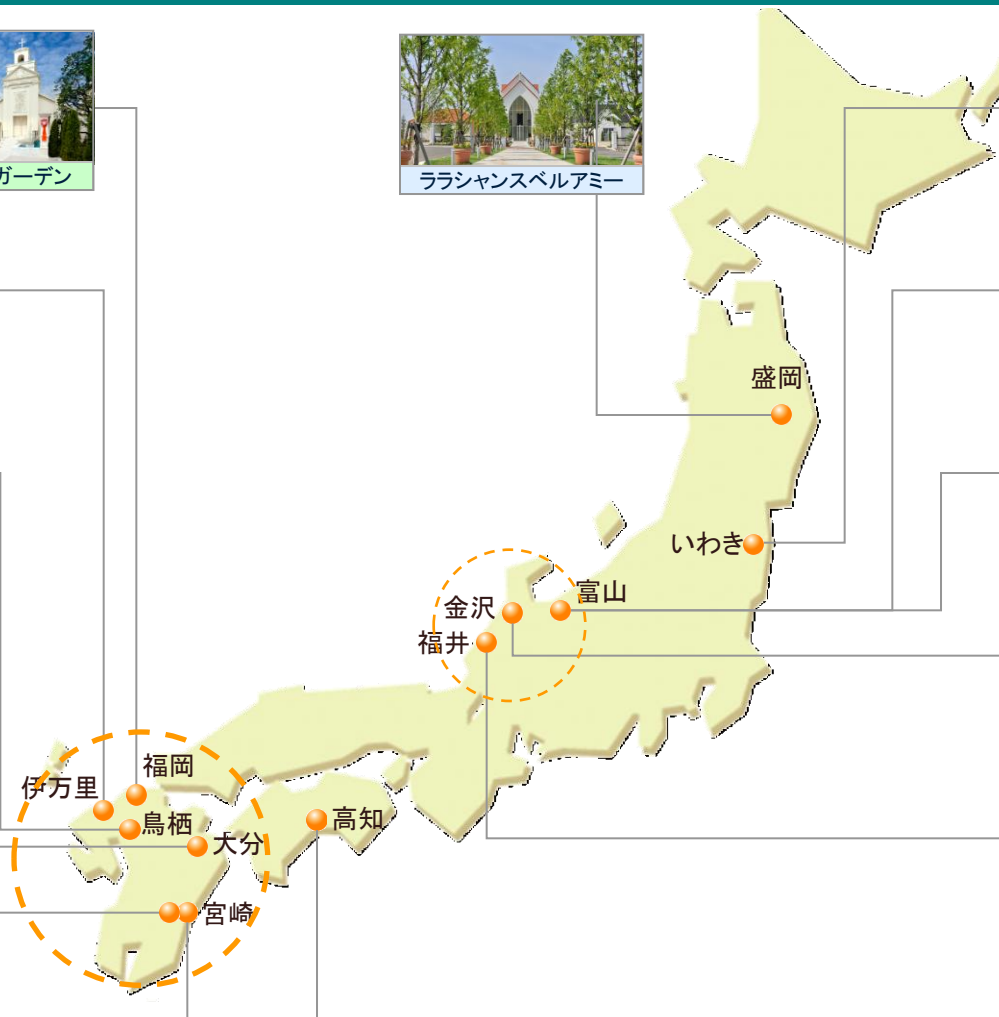 ガーデン
ララシャンスベルアミー
盛岡
いわき
富山
金沢
福井
福岡
伊万里
鳥栖
高知
大分
宮崎